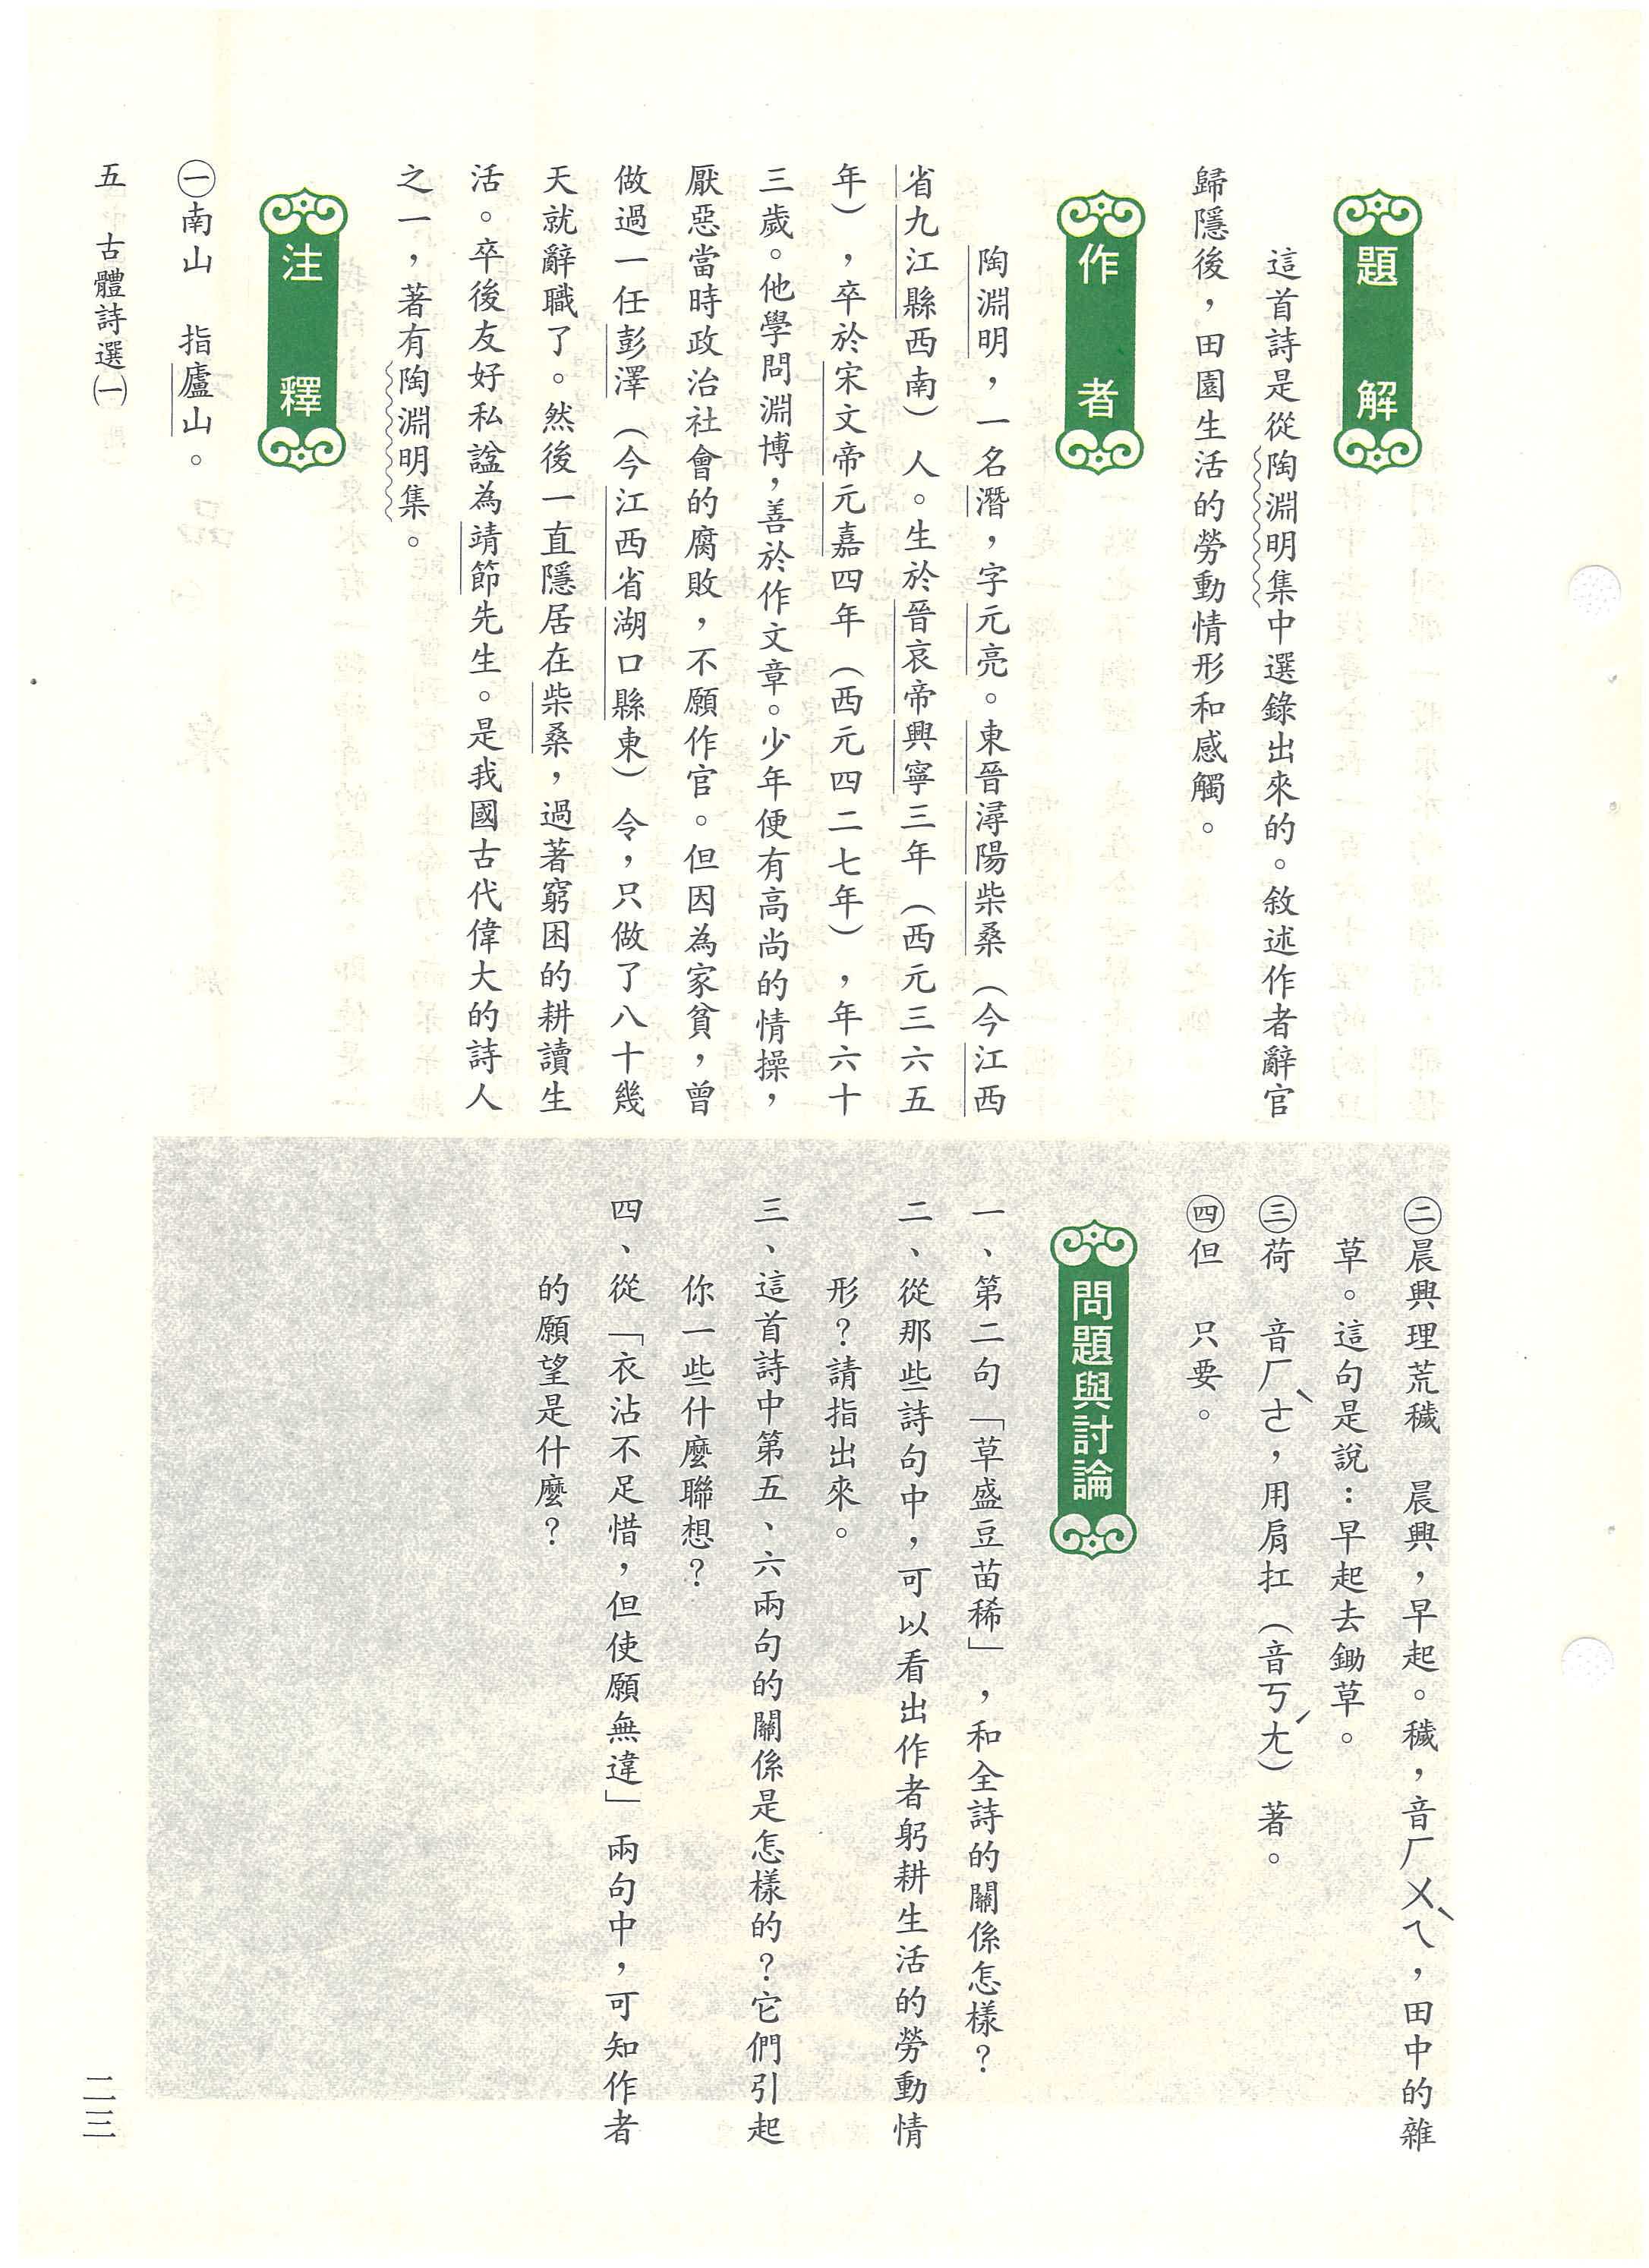 題解
這首詩是從陶淵明集中選錄出來的。敘述作者辭官
歸隱後，田園生活的勞動情形和感觸。
作者
陶淵明，一名潛，字元亮。東晉潯陽柴桑（今江西
省九江縣西南）人。生於晉哀帝興寧三年（西元三六五
年），卒於宋文帝元嘉四年（西元四二七年），年六十
三歲。他學問淵博，善於作文章。少年便有高尚的情操，
厭惡當時政治社會的腐敗，不願作官。但因為家貧，曾
做過一任彭澤（今江西省湖口縣東）令，只做了八十幾
天就辭職了。然後一直隱居在柴桑，過著窮困的耕讀生
活。卒後友好私諡為靖節先生。是我國古代偉大的詩人
之一，著有陶淵明集。
注釋
㊀南山　指廬山。
㊁晨興理荒穢　晨興，早起。穢，音ㄏㄨㄟˋ，田中的雜
草。這句是說：早起去鋤草。
㊂荷　音ㄏㄜˋ，用肩扛（音ㄎㄤˊ）著。
㊃但　只要。
問題與討論
一、第二句「草盛豆苗稀」，和全詩的關係怎樣？
二、從那些詩句中，可以看出作者躬耕生活的勞動情
形？請指出來。
三、這首詩中第五、六兩句的關係是怎樣的？它們引起
你一些什麼聯想？
四、從「衣沾不足惜，但使願無違」兩句中，可知作者
的願望是什麼？
五　古體詩選㈠
二三